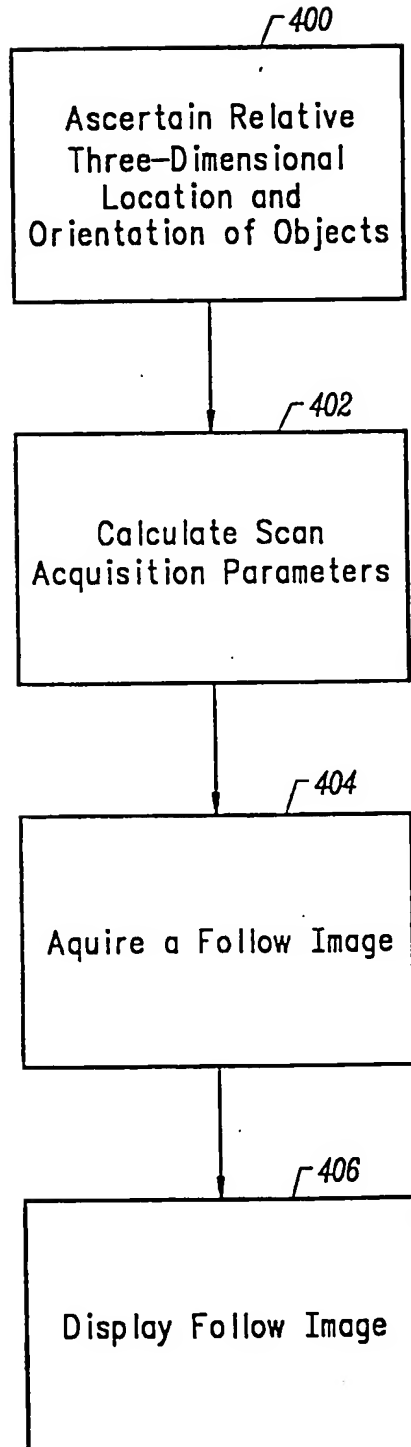 400
Ascertain Relative
Three-Dimensional
Location and
Orientation of Objects
402
Calculate Scan
Acquisition Parameters
404
Aquire a Follow Image
406
Display Follow Image